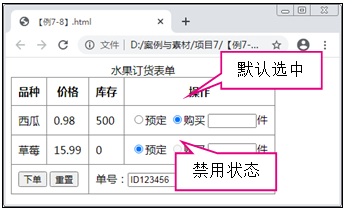 【例7-8】.html
文件 D:/案例与素材/项目7/【例7-...
水果订货表单
默认选中
品种 价格 库存 操作
西瓜 0.98 500 预定 购买 件
草莓 15.99 0 预定 件
禁用状态
下单 重置 单号：ID123456